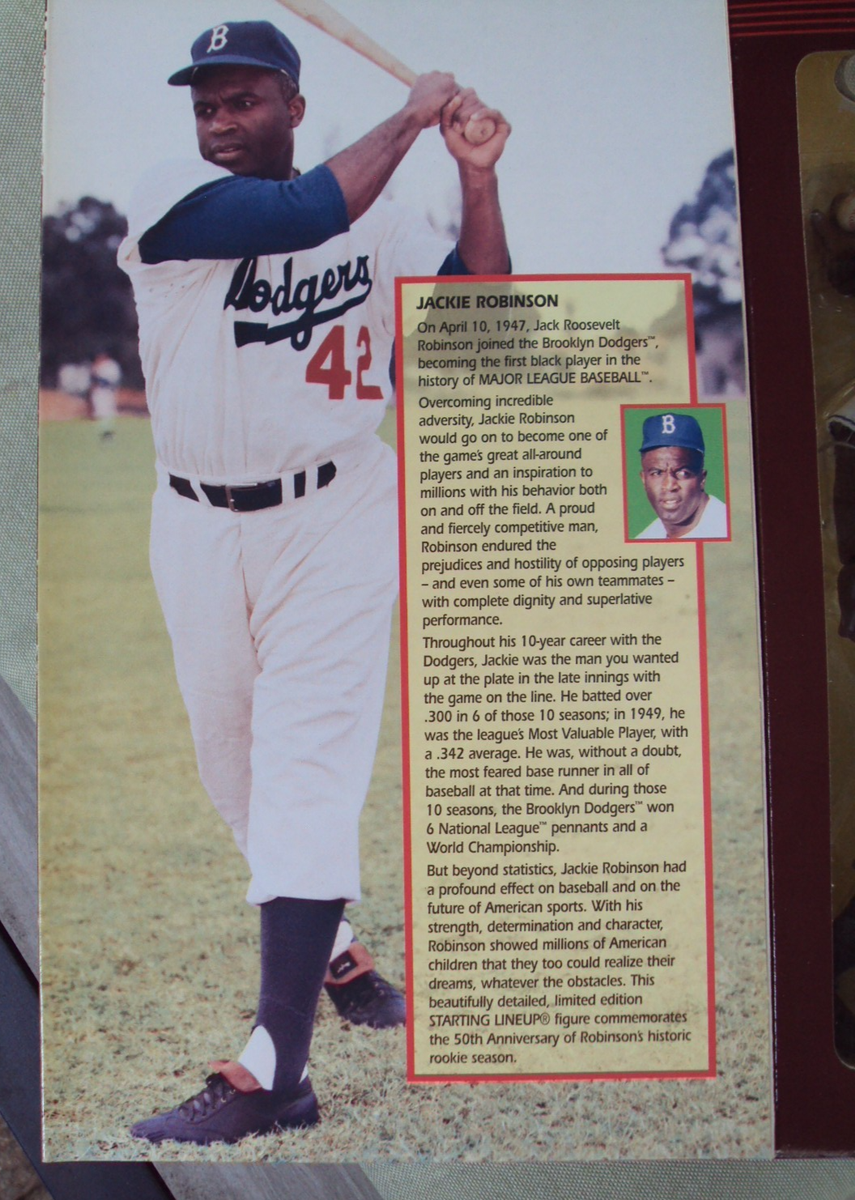 B
Dodgers
42
JACKIE ROBINSON
On April 10, 1947, Jack Roosevelt
Robinson joined the Brooklyn Dodgers™,
becoming the first black player in the
history of MAJOR LEAGUE BASEBALL™.
Overcoming incredible
adversity, Jackie Robinson
would go on to become one of
the game's great all-around
players and an inspiration to
millions with his behavior both
on and off the field. A proud
and fiercely competitive man,
Robinson endured the
prejudices and hostility of opposing players
– and even some of his own teammates –
with complete dignity and superlative
performance.
B
Throughout his 10-year career with the
Dodgers, Jackie was the man you wanted
up at the plate in the late innings with
the game on the line. He batted over
.300 in 6 of those 10 seasons; in 1949, he
was the league's Most Valuable Player, with
a .342 average. He was, without a doubt,
the most feared base runner in all of
baseball at that time. And during those
10 seasons, the Brooklyn Dodgers™ won
6 National League™ pennants and a
World Championship.
But beyond statistics, Jackie Robinson had
a profound effect on baseball and on the
future of American sports. With his
strength, determination and character,
Robinson showed millions of American
children that they too could realize their
dreams, whatever the obstacles. This
beautifully detailed, limited edition
STARTING LINEUP® figure commemorates
the 50th Anniversary of Robinson's historic
rookie season.